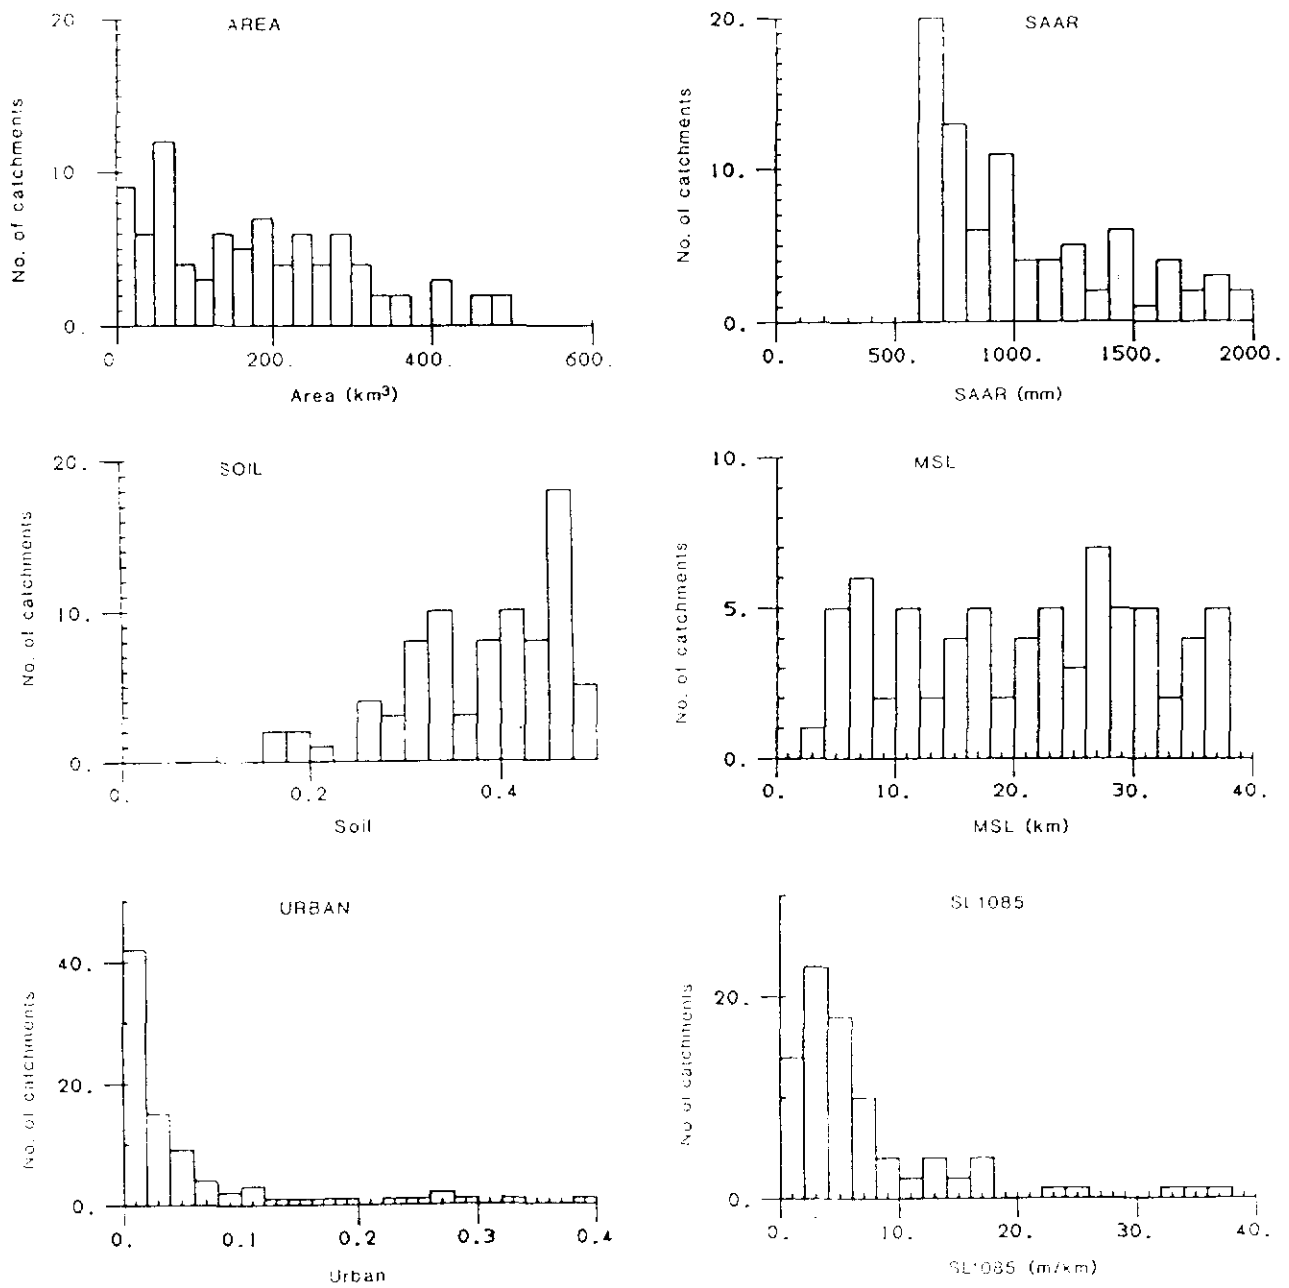 AREA
20
10
0.
No. of catchments
0 200. 400. 600.
Area (km³)
SAAR
20.
10.
0.
No. of catchments
0. 500. 1000. 1500. 2000.
SAAR (mm)
SOIL
20.
10.
0.
No. of catchments
0. 0.2 0.4
Soil
MSL
10.
5.
0.
No. of catchments
0. 10. 20. 30. 40.
MSL (km)
URBAN
40.
20.
0.
No. of catchments
0. 0.1 0.2 0.3 0.4
Urban
SL1085
20.
0.
No of catchments
0. 10. 20. 30. 40.
SL1085 (m/km)